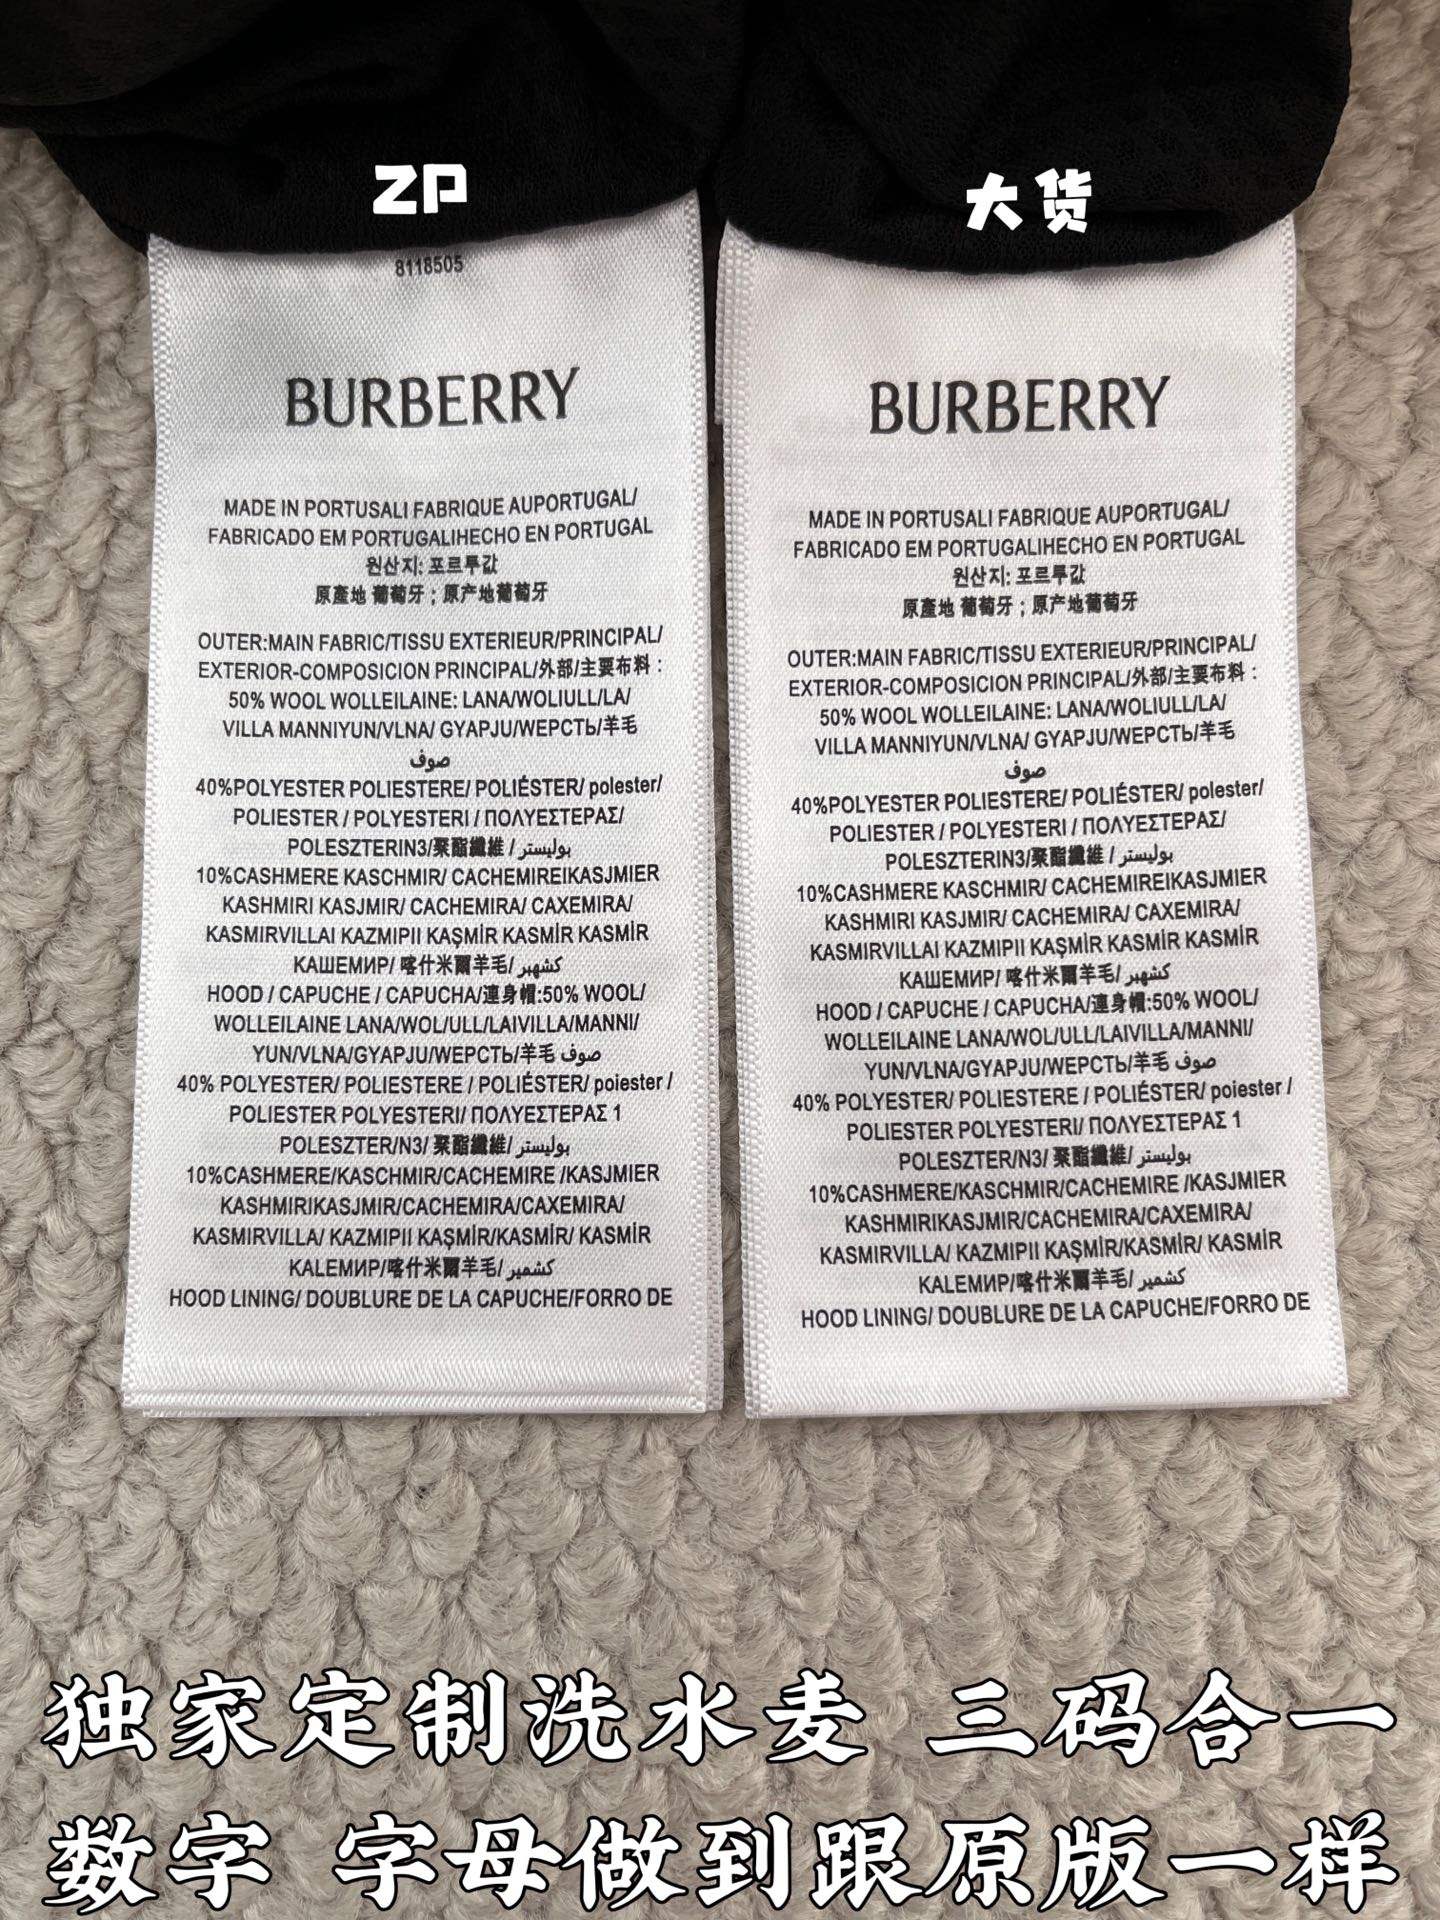 ZP
8118505
BURBERRY
MADE IN PORTUSALI FABRIQUE AUPORTUGAL/
FABRICADO EM PORTUGALIHECHO EN PORTUGAL
원산지: 포르투갔
原產地 葡萄牙；原产地葡萄牙
OUTER:MAIN FABRIC/TISSU EXTERIEUR/PRINCIPAL/
EXTERIOR-COMPOSICION PRINCIPAL/外部/主要布料：
50% WOOL WOLLEILAINE: LANA/WOLIULL/LA/
VILLA MANNIYUN/VLNA/ GYAPJU/WEPCTЬ/羊毛
صوف
40%POLYESTER POLIESTERE/ POLIÉSTER/ polester/
POLIESTER / POLYESTERI / ΠΟΛΥΕΣΤΕΡΑΣ/
POLESZTERIN3/聚酯纖維 / بوليستر
10%CASHMERE KASCHMIR/ CACHEMIREIKASJMIER
KASHMIRI KASJMIR/ CACHEMIRA/ CAXEMIRA/
KASMIRVILLAI KAZMIPII KAŞMİR KASMÍR KASMİR
КАШЕМИР/ 喀什米爾羊毛/ كشهبر
HOOD / CAPUCHE / CAPUCHA/連身帽:50% WOOL/
WOLLEILAINE LANA/WOL/ULL/LAIVILLA/MANNI/
YUN/VLNA/GYAPJU/WEPCTЬ/羊毛 صوف
40% POLYESTER/ POLIESTERE / POLIÉSTER/ poiester /
POLIESTER POLYESTERI/ ΠΟΛΥΕΣΤΕΡΑΣ 1
POLESZTER/N3/ 聚酯纖維/ بوليستر
10%CASHMERE/KASCHMIR/CACHEMIRE /KASJMIER
KASHMIRIKASJMIR/CACHEMIRA/CAXEMIRA/
KASMIRVILLA/ KAZMIPII KAŞMİR/KASMİR/ KASMİR
KALEMИP/喀什米爾羊毛/ كشمير
HOOD LINING/ DOUBLURE DE LA CAPUCHE/FORRO DE
大货
BURBERRY
MADE IN PORTUSALI FABRIQUE AUPORTUGAL/
FABRICADO EM PORTUGALIHECHO EN PORTUGAL
원산지: 포르투갔
原產地 葡萄牙；原产地葡萄牙
OUTER:MAIN FABRIC/TISSU EXTERIEUR/PRINCIPAL/
EXTERIOR-COMPOSICION PRINCIPAL/外部/主要布料：
50% WOOL WOLLEILAINE: LANA/WOLIULL/LA/
VILLA MANNIYUN/VLNA/ GYAPJU/WEPCTЬ/羊毛
صوف
40%POLYESTER POLIESTERE/ POLIÉSTER/ polester/
POLIESTER / POLYESTERI / ΠΟΛΥΕΣΤΕΡΑΣ/
POLESZTERIN3/聚酯纖維 / بوليستر
10%CASHMERE KASCHMIR/ CACHEMIREIKASJMIER
KASHMIRI KASJMIR/ CACHEMIRA/ CAXEMIRA/
KASMIRVILLAI KAZMIPII KAŞMİR KASMİR KASMİR
КАШЕМИР/ 喀什米爾羊毛/ كشهبر
HOOD / CAPUCHE / CAPUCHA/連身帽:50% WOOL/
WOLLEILAINE LANA/WOL/ULL/LAIVILLA/MANNI/
YUN/VLNA/GYAPJU/WEPCTЬ/羊毛 صوف
40% POLYESTER/ POLIESTERE / POLIÉSTER/ poiester /
POLIESTER POLYESTERI/ ΠΟΛΥΕΣΤΕΡΑΣ 1
POLESZTER/N3/ 聚酯纖維/ بوليستر
10%CASHMERE/KASCHMIR/CACHEMIRE /KASJMIER
KASHMIRIKASJMIR/CACHEMIRA/CAXEMIRA/
KASMIRVILLA/ KAZMIPII KAŞMİR/KASMİR/ KASMİR
KALEMИP/喀什米爾羊毛/ كشمير
HOOD LINING/ DOUBLURE DE LA CAPUCHE/FORRO DE
独家定制洗水麦 三码合一
数字 字母做到跟原版一样